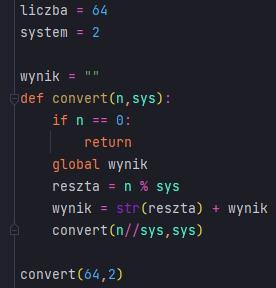 liczba = 64
system = 2
wynik = ""
def convert(n,sys):
    if n == 0:
        return
    global wynik
    reszta = n % sys
    wynik = str(reszta) + wynik
    convert(n//sys,sys)
convert(64,2)